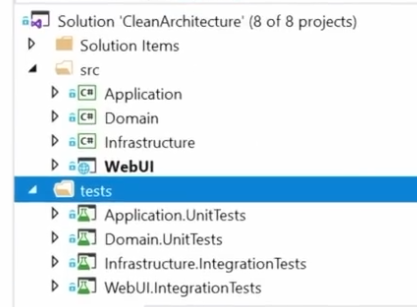 Solution 'CleanArchitecture' (8 of 8 projects)
Solution Items
src
C# Application
C# Domain
C# Infrastructure
WebUI
tests
Application.UnitTests
Domain.UnitTests
Infrastructure.IntegrationTests
WebUI.IntegrationTests